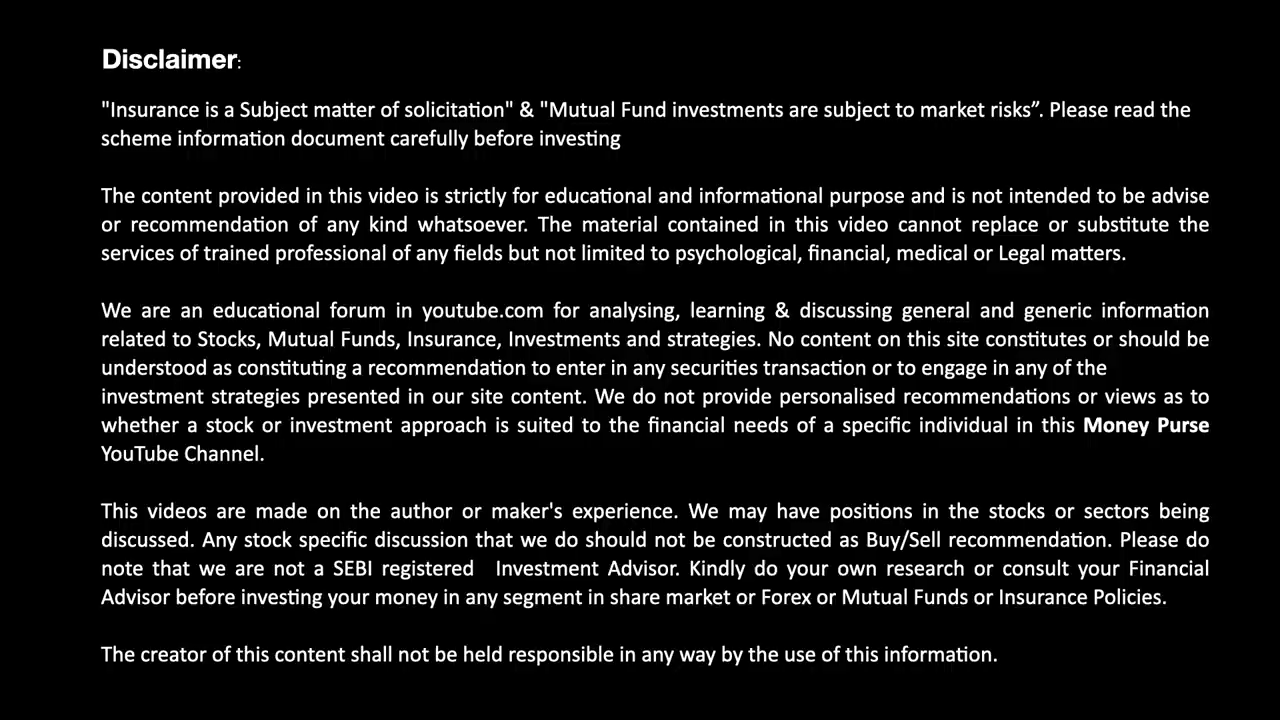 Disclaimer:
"Insurance is a Subject matter of solicitation" & "Mutual Fund investments are subject to market risks”. Please read the
scheme information document carefully before investing
The content provided in this video is strictly for educational and informational purpose and is not intended to be advise
or recommendation of any kind whatsoever. The material contained in this video cannot replace or substitute the
services of trained professional of any fields but not limited to psychological, financial, medical or Legal matters.
We are an educational forum in youtube.com for analysing, learning & discussing general and generic information
related to Stocks, Mutual Funds, Insurance, Investments and strategies. No content on this site constitutes or should be
understood as constituting a recommendation to enter in any securities transaction or to engage in any of the
investment strategies presented in our site content. We do not provide personalised recommendations or views as to
whether a stock or investment approach is suited to the financial needs of a specific individual in this Money Purse
YouTube Channel.
This videos are made on the author or maker's experience. We may have positions in the stocks or sectors being
discussed. Any stock specific discussion that we do should not be constructed as Buy/Sell recommendation. Please do
note that we are not a SEBI registered Investment Advisor. Kindly do your own research or consult your Financial
Advisor before investing your money in any segment in share market or Forex or Mutual Funds or Insurance Policies.
The creator of this content shall not be held responsible in any way by the use of this information.